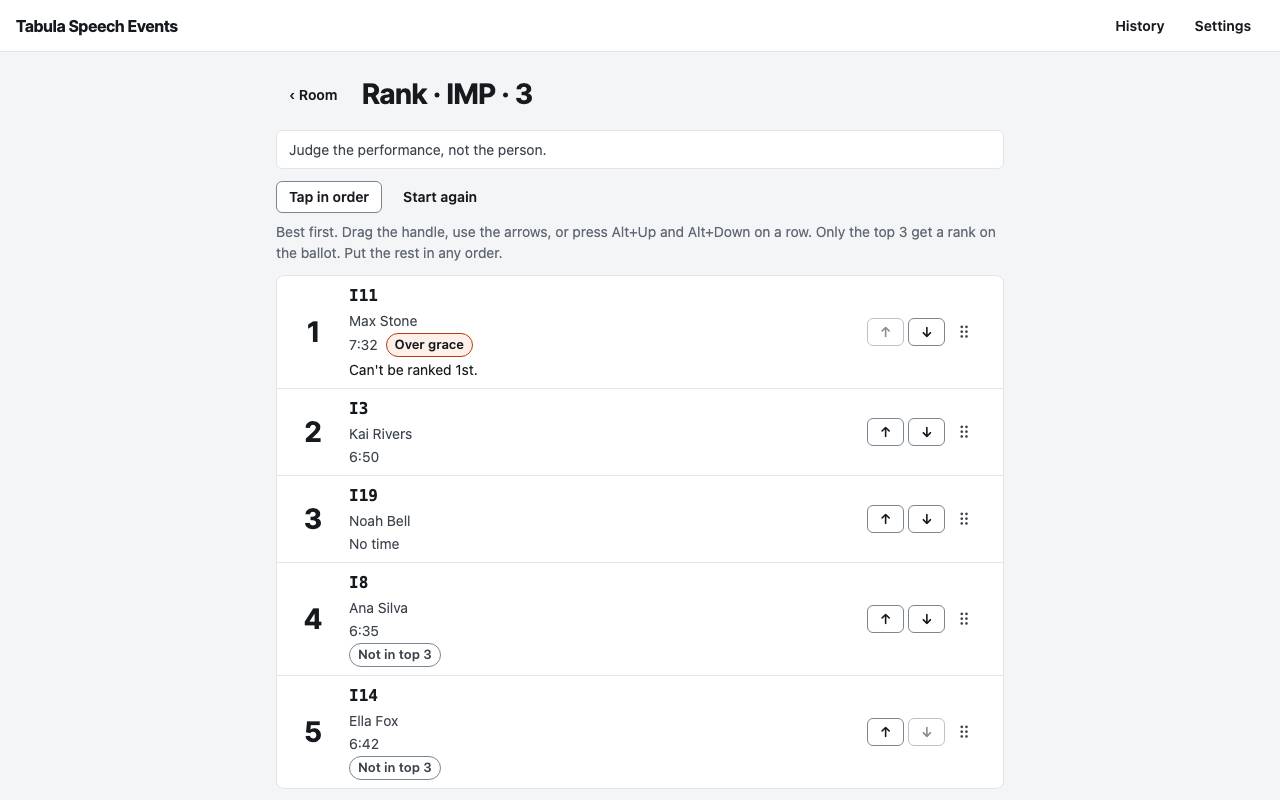 Tabula Speech Events
History
Settings
‹ Room
Rank · IMP · 3
Judge the performance, not the person.
Tap in order
Start again
Best first. Drag the handle, use the arrows, or press Alt+Up and Alt+Down on a row. Only the top 3 get a rank on
the ballot. Put the rest in any order.
1
I11
Max Stone
7:32 Over grace
Can't be ranked 1st.
↑ ↓
2
I3
Kai Rivers
6:50
↑ ↓
3
I19
Noah Bell
No time
↑ ↓
4
I8
Ana Silva
6:35
Not in top 3
↑ ↓
5
I14
Ella Fox
6:42
Not in top 3
↑ ↓